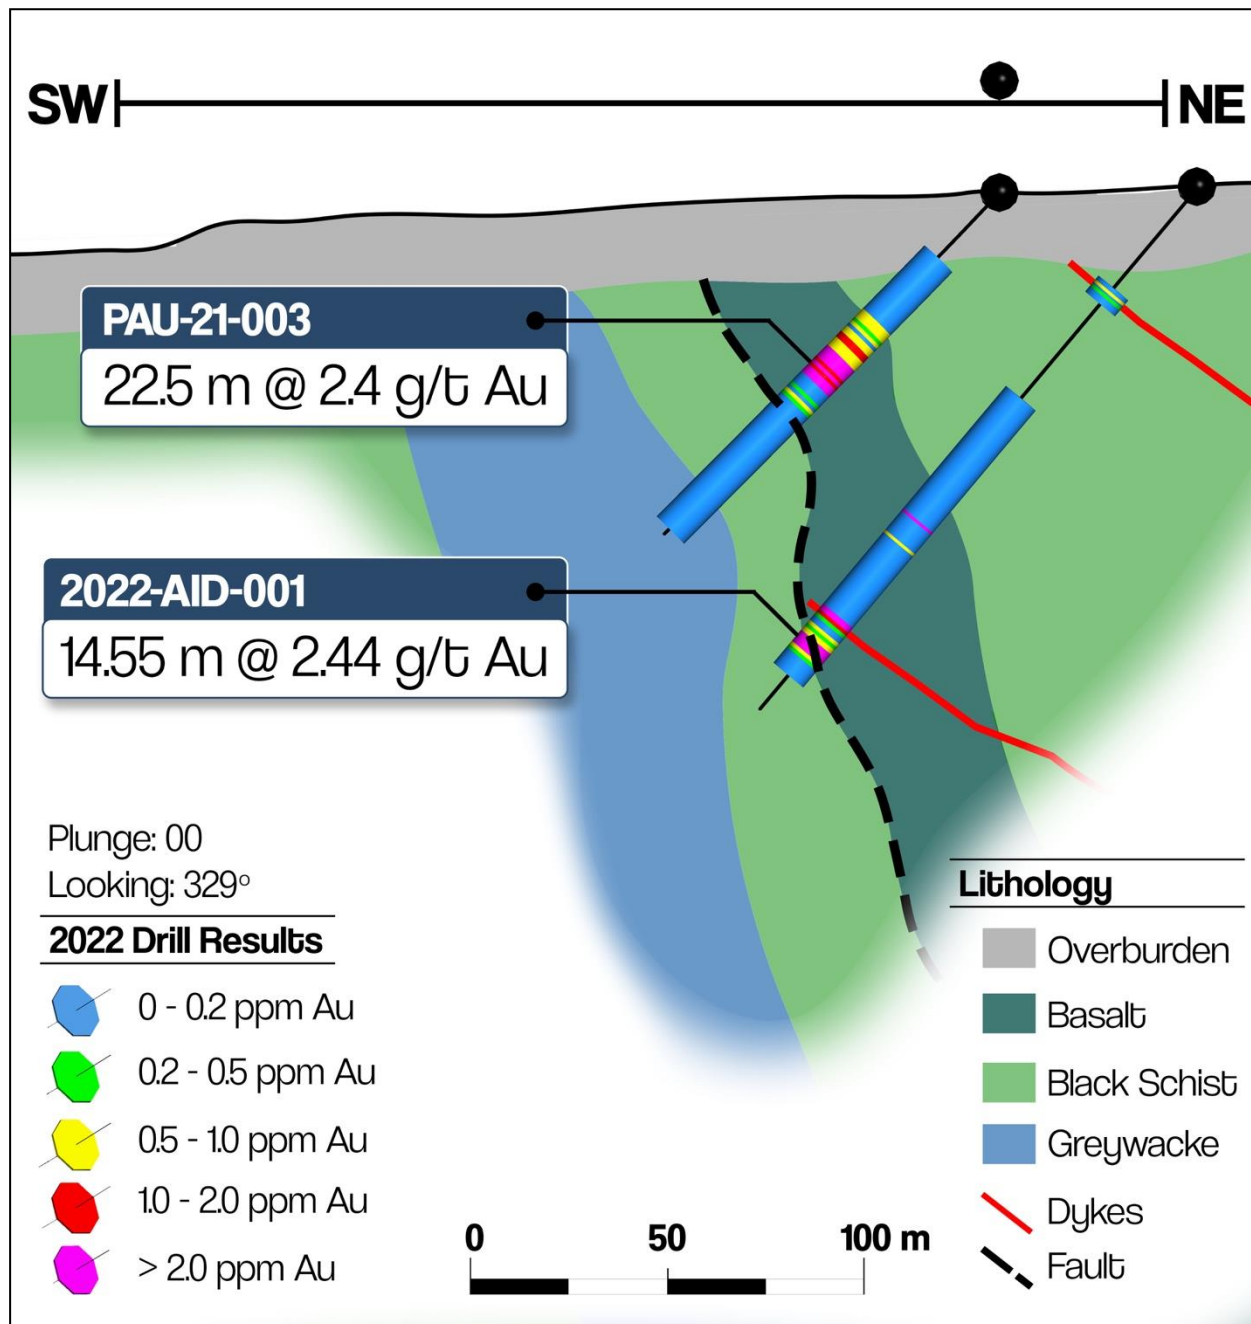 SW NE
PAU-21-003
22.5 m @ 2.4 g/t Au
2022-AID-001
14.55 m @ 2.44 g/t Au
Plunge: 00
Looking: 329°
2022 Drill Results
0 - 0.2 ppm Au
0.2 - 0.5 ppm Au
0.5 - 1.0 ppm Au
1.0 - 2.0 ppm Au
> 2.0 ppm Au
0 50 100 m
Lithology
Overburden
Basalt
Black Schist
Greywacke
Dykes
Fault